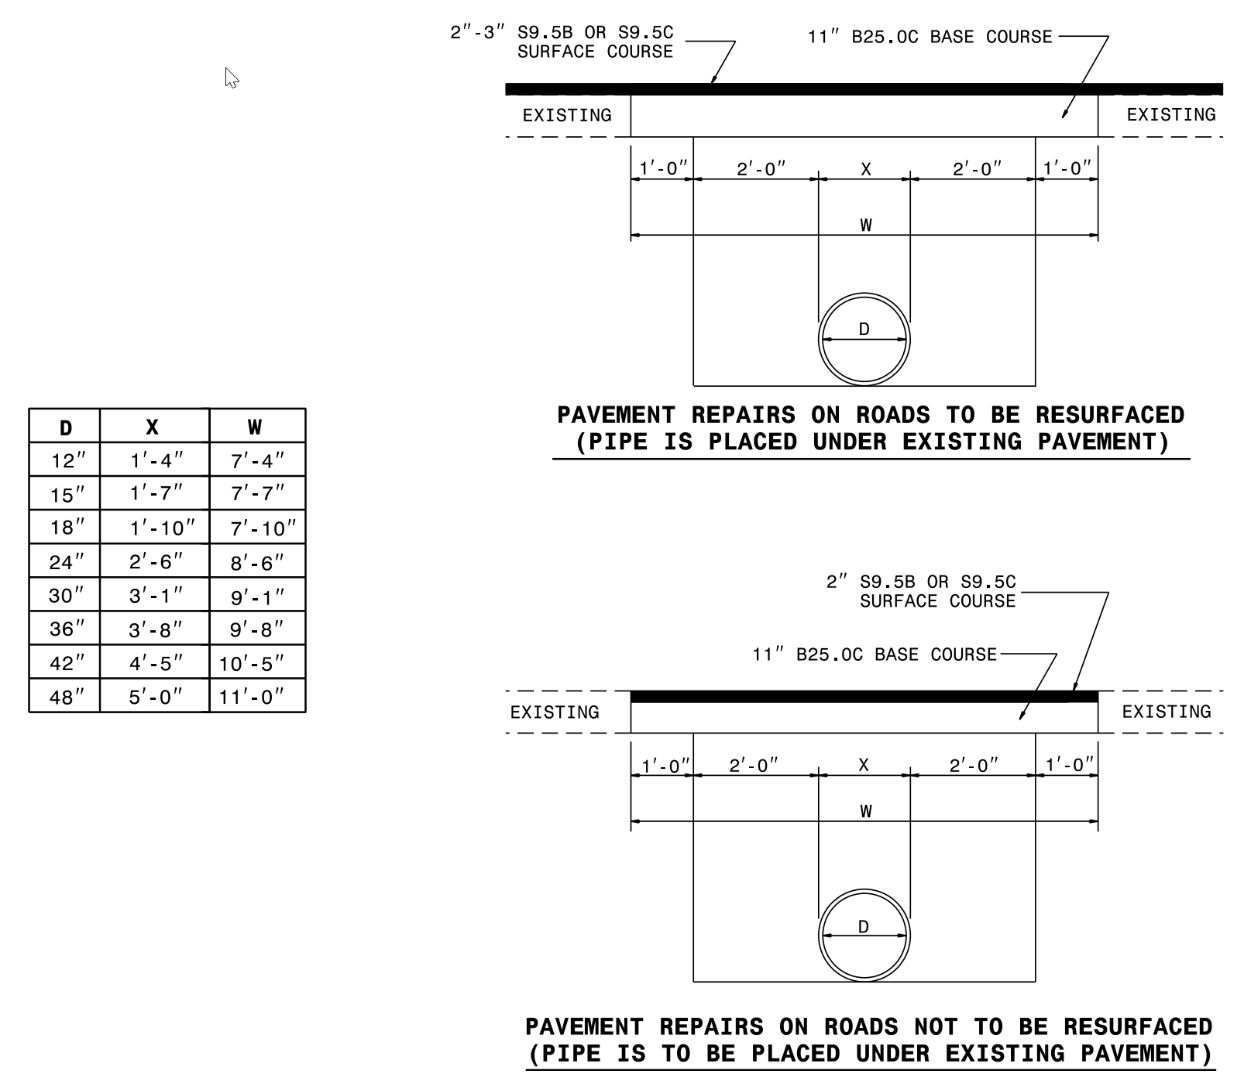 2"-3" S9.5B OR S9.5C
SURFACE COURSE
11" B25.0C BASE COURSE
EXISTING
EXISTING
1'-0"
2'-0"
X
2'-0"
1'-0"
W
D
PAVEMENT REPAIRS ON ROADS TO BE RESURFACED
(PIPE IS PLACED UNDER EXISTING PAVEMENT)
D X W
12" 1'-4" 7'-4"
15" 1'-7" 7'-7"
18" 1'-10" 7'-10"
24" 2'-6" 8'-6"
30" 3'-1" 9'-1"
36" 3'-8" 9'-8"
42" 4'-5" 10'-5"
48" 5'-0" 11'-0"
2" S9.5B OR S9.5C
SURFACE COURSE
11" B25.0C BASE COURSE
EXISTING
EXISTING
1'-0"
2'-0"
X
2'-0"
1'-0"
W
D
PAVEMENT REPAIRS ON ROADS NOT TO BE RESURFACED
(PIPE IS TO BE PLACED UNDER EXISTING PAVEMENT)